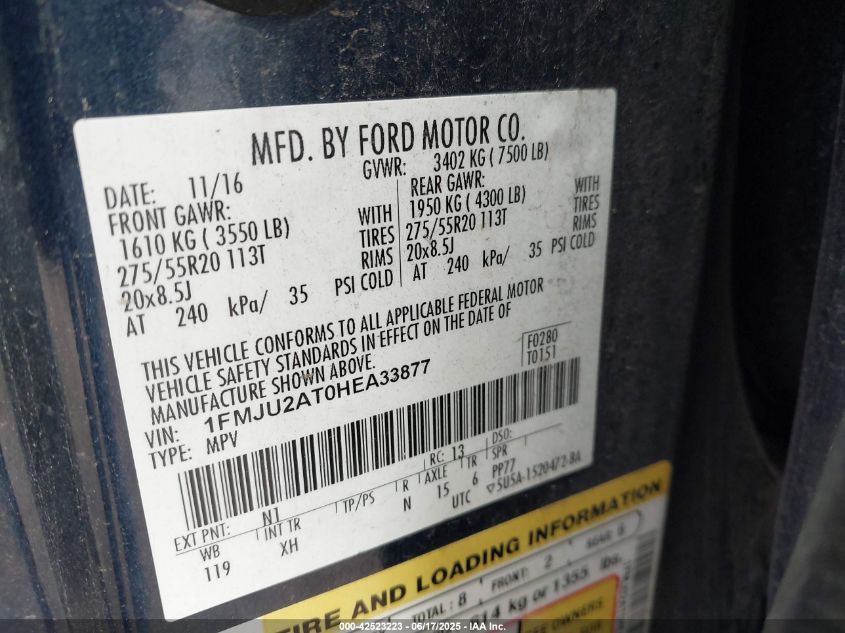 MFD. BY FORD MOTOR CO.
DATE: 11/16
GVWR: 3402 KG ( 7500 LB)
FRONT GAWR:
1610 KG ( 3550 LB) WITH
275/55R20 113T TIRES
20x8.5J RIMS
AT 240 kPa/ 35 PSI COLD
REAR GAWR:
1950 KG ( 4300 LB) WITH
275/55R20 113T TIRES
20x8.5J RIMS
AT 240 kPa/ 35 PSI COLD
THIS VEHICLE CONFORMS TO ALL APPLICABLE FEDERAL MOTOR
VEHICLE SAFETY STANDARDS IN EFFECT ON THE DATE OF
MANUFACTURE SHOWN ABOVE.
F0280
T0151
VIN: 1FMJU2AT0HEA33877
TYPE: MPV
EXT PNT: N1 RC: 13 DSO:
WB INT TR TP/PS R AXLE TR SPR
119 XH N 15 6 PP77
UTC 5U5A-1520472-BA
TIRE AND LOADING INFORMATION
TOTAL: 8 FRONT: 2 REAR: 6
kg or 1355 lbs.
SEE OWNERS
FOR
000-42523223 - 06/17/2025 - IAA Inc.